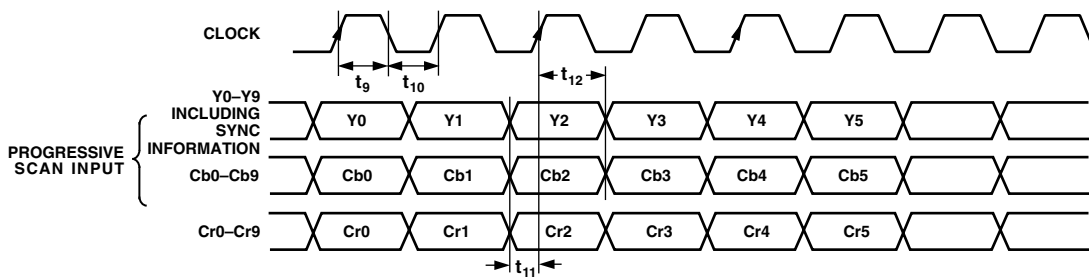 CLOCK
t9 t10
t12
Y0–Y9
INCLUDING
SYNC
INFORMATION
Y0 Y1 Y2 Y3 Y4 Y5
PROGRESSIVE
SCAN INPUT
Cb0–Cb9 Cb0 Cb1 Cb2 Cb3 Cb4 Cb5
Cr0–Cr9 Cr0 Cr1 Cr2 Cr3 Cr4 Cr5
t11